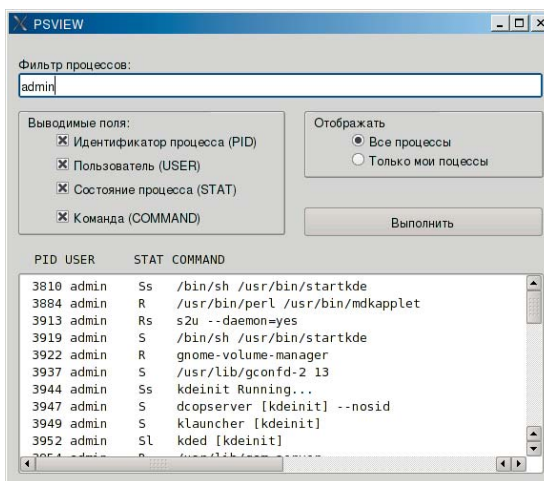 PSVIEW
Фильтр процессов:
admin
Выводимые поля:
Идентификатор процесса (PID)
Пользователь (USER)
Состояние процесса (STAT)
Команда (COMMAND)
Отображать
Все процессы
Только мои поцессы
Выполнить
PID USER STAT COMMAND
3810 admin Ss /bin/sh /usr/bin/startkde
3884 admin R /usr/bin/perl /usr/bin/mdkapplet
3913 admin Rs s2u --daemon=yes
3919 admin S /bin/sh /usr/bin/startkde
3922 admin R gnome-volume-manager
3937 admin S /usr/lib/gconfd-2 13
3944 admin Ss kdeinit Running...
3947 admin S dcopserver [kdeinit] --nosid
3949 admin S klauncher [kdeinit]
3952 admin Sl kded [kdeinit]